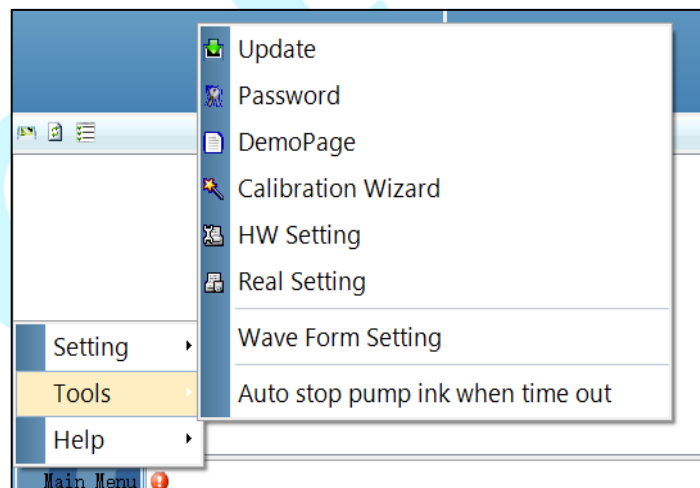 Update
Password
DemoPage
Calibration Wizard
HW Setting
Real Setting
Wave Form Setting
Auto stop pump ink when time out
Setting
Tools
Help
Main Menu